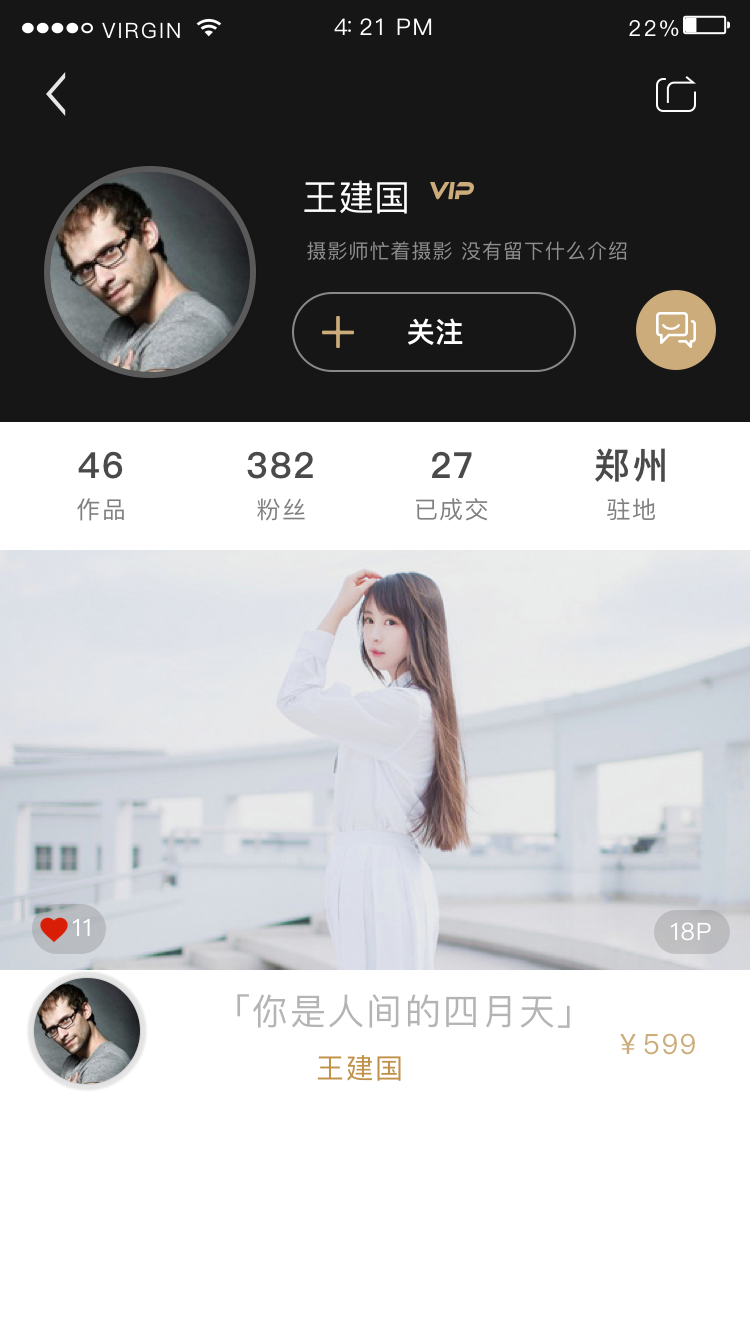 VIRGIN 4: 21 PM 22%
王建国 VIP
摄影师忙着摄影 没有留下什么介绍
关注
46 382 27 郑州
作品 粉丝 已成交 驻地
11 18P
「你是人间的四月天」
¥599
王建国